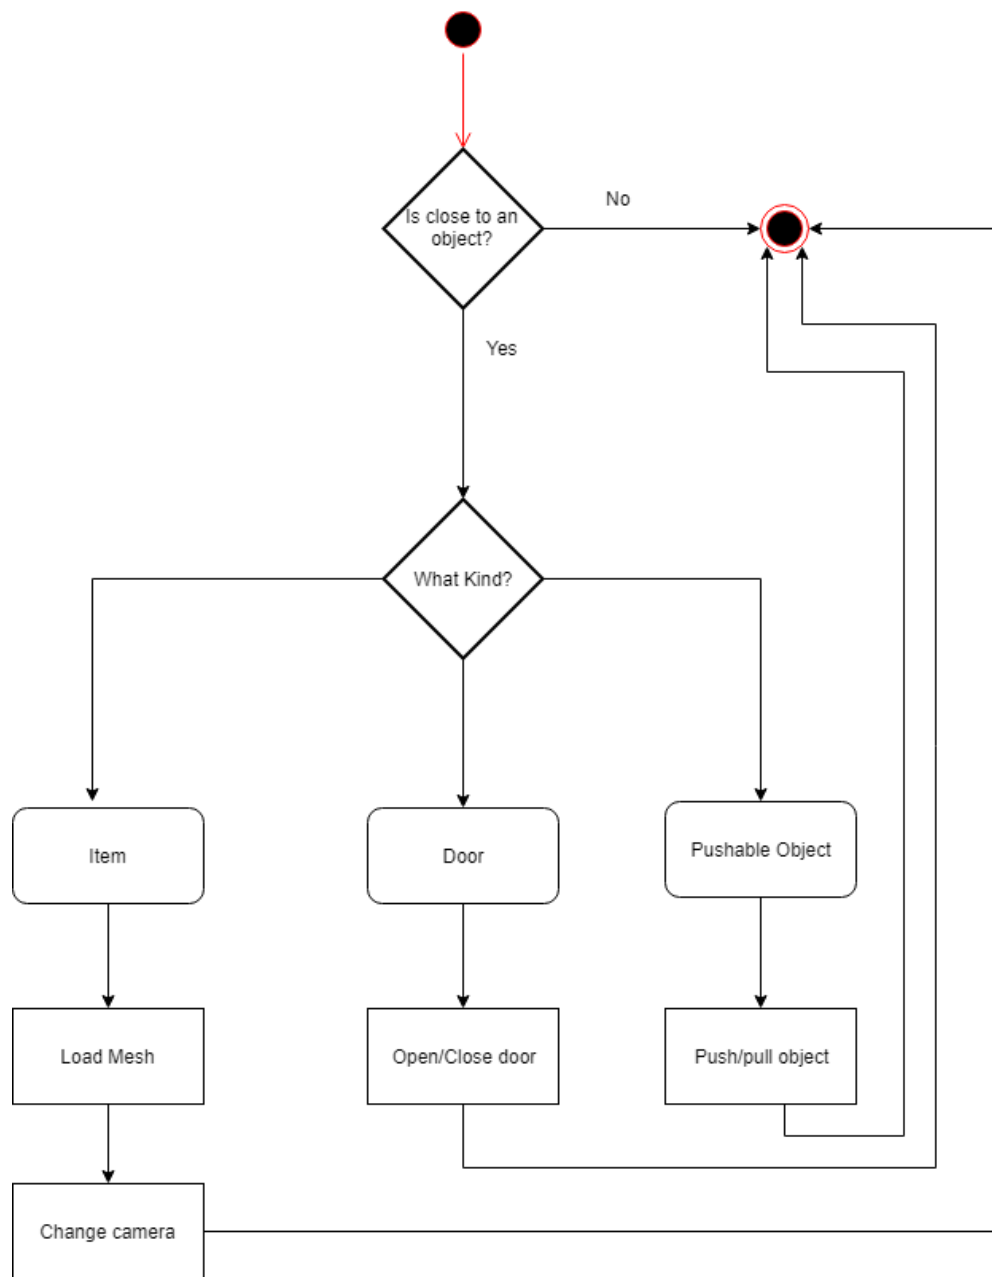 Is close to an
object?
No
Yes
What Kind?
Item
Door
Pushable Object
Load Mesh
Open/Close door
Push/pull object
Change camera